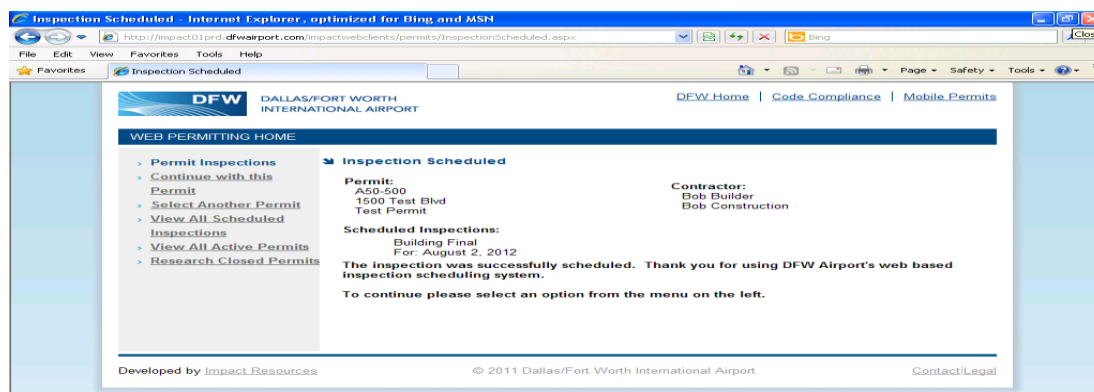 Inspection Scheduled - Internet Explorer, optimized for Bing and MSN
http://impact01prd.dfwairport.com/impactwebclients/permits/InspectionScheduled.aspx
Bing
Clos
File Edit View Favorites Tools Help
Favorites
Inspection Scheduled
Page Safety Tools
DFW
DALLAS/FORT WORTH
INTERNATIONAL AIRPORT
DFW Home | Code Compliance | Mobile Permits
WEB PERMITTING HOME
Permit Inspections
Continue with this
Permit
Select Another Permit
View All Scheduled
Inspections
View All Active Permits
Research Closed Permits
Inspection Scheduled
Permit:
A50-500
1500 Test Blvd
Test Permit
Contractor:
Bob Builder
Bob Construction
Scheduled Inspections:
Building Final
For: August 2, 2012
The inspection was successfully scheduled. Thank you for using DFW Airport's web based
inspection scheduling system.
To continue please select an option from the menu on the left.
Developed by Impact Resources
© 2011 Dallas/Fort Worth International Airport
Contact|Legal